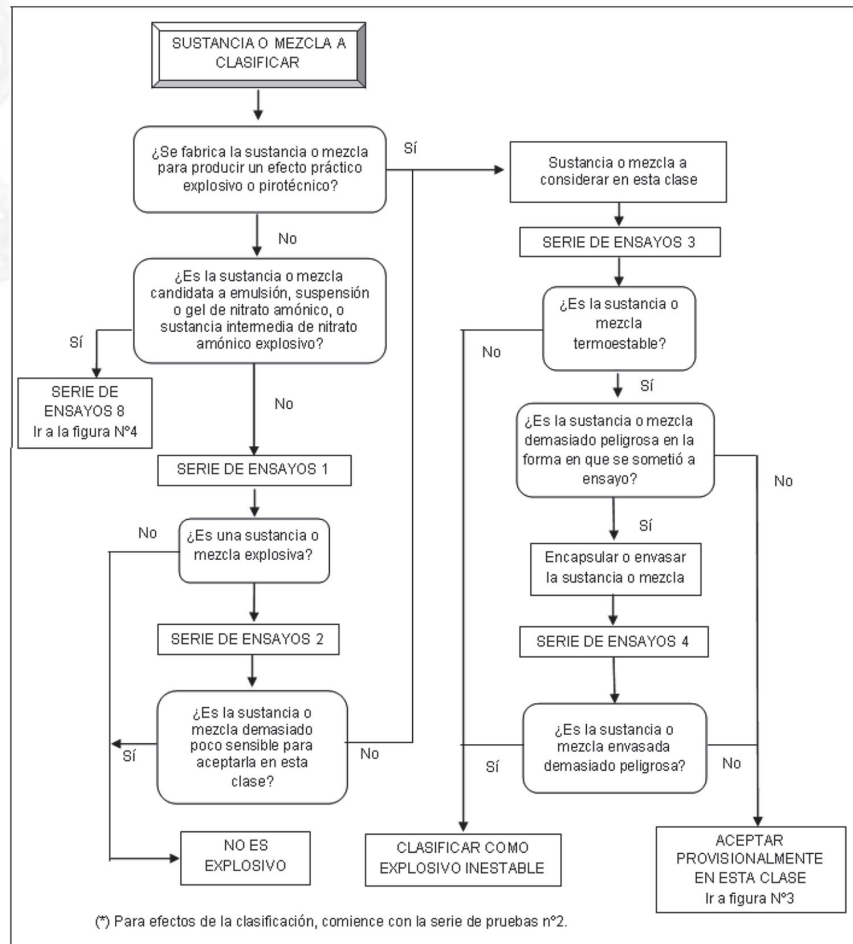 SUSTANCIA O MEZCLA A
CLASIFICAR
¿Se fabrica la sustancia o mezcla
para producir un efecto práctico
explosivo o pirotécnico?
Sí
No
¿Es la sustancia o mezcla
candidata a emulsión, suspensión
o gel de nitrato amónico, o
sustancia intermedia de nitrato
amónico explosivo?
Sí
No
SERIE DE
ENSAYOS 8
Ir a la figura N°4
SERIE DE ENSAYOS 1
¿Es una sustancia o
mezcla explosiva?
No
SERIE DE ENSAYOS 2
¿Es la sustancia o
mezcla demasiado
poco sensible para
aceptarla en esta
clase?
Sí
No
NO ES
EXPLOSIVO
Sustancia o mezcla a
considerar en esta clase
SERIE DE ENSAYOS 3
¿Es la sustancia o
mezcla
termoestable?
No
Sí
¿Es la sustancia o mezcla
demasiado peligrosa en la
forma en que se sometió a
ensayo?
No
Sí
Encapsular o envasar
la sustancia o mezcla
SERIE DE ENSAYOS 4
¿Es la sustancia o
mezcla envasada
demasiado peligrosa?
Sí
No
CLASIFICAR COMO
EXPLOSIVO INESTABLE
ACEPTAR
PROVISIONALMENTE
EN ESTA CLASE
Ir a figura N°3
(*) Para efectos de la clasificación, comience con la serie de pruebas n°2.